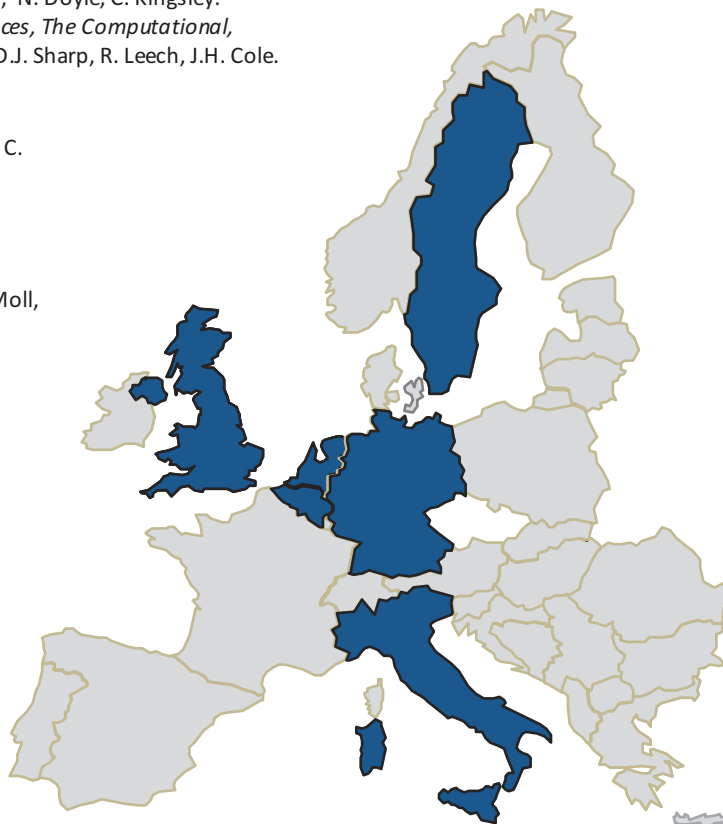 N. Doyle, C. Kingsley.
ces, The Computational,
D.J. Sharp, R. Leech, J.H. Cole.
C.
Moll,